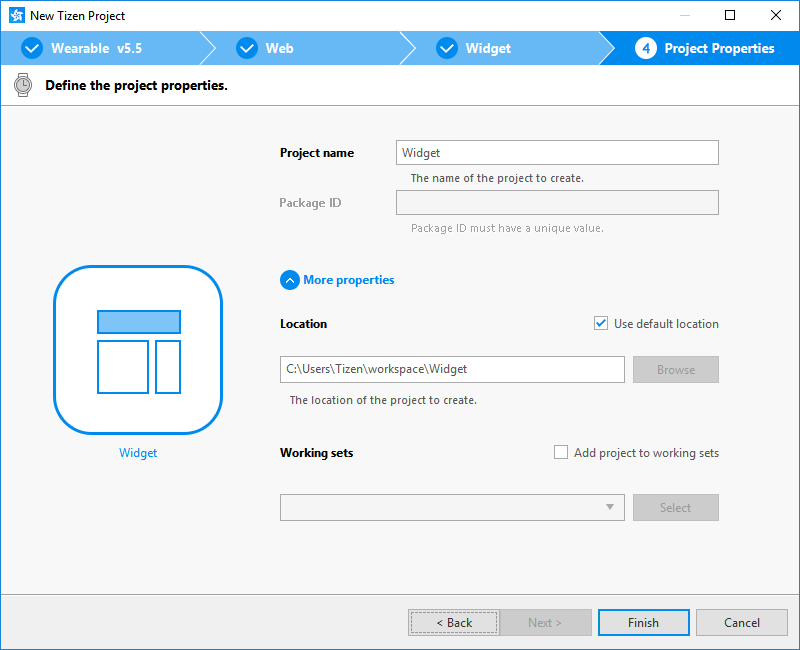 New Tizen Project
Wearable v5.5
Web
Widget
4 Project Properties
Define the project properties.
Project name
Widget
The name of the project to create.
Package ID
Package ID must have a unique value.
More properties
Location
Use default location
C:\Users\Tizen\workspace\Widget
Browse
The location of the project to create.
Widget
Working sets
Add project to working sets
Select
< Back
Next >
Finish
Cancel